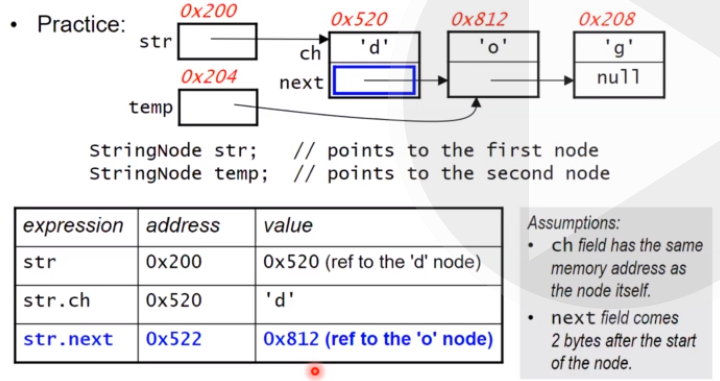 • Practice:
0x200
0x520
0x812
0x208
str
ch
'd'
'o'
'g'
0x204
next
null
temp
StringNode str;   // points to the first node
StringNode temp;  // points to the second node
expression address value
str 0x200 0x520 (ref to the 'd' node)
str.ch 0x520 'd'
str.next 0x522 0x812 (ref to the 'o' node)
Assumptions:
• ch field has the same
memory address as
the node itself.
• next field comes
2 bytes after the start
of the node.